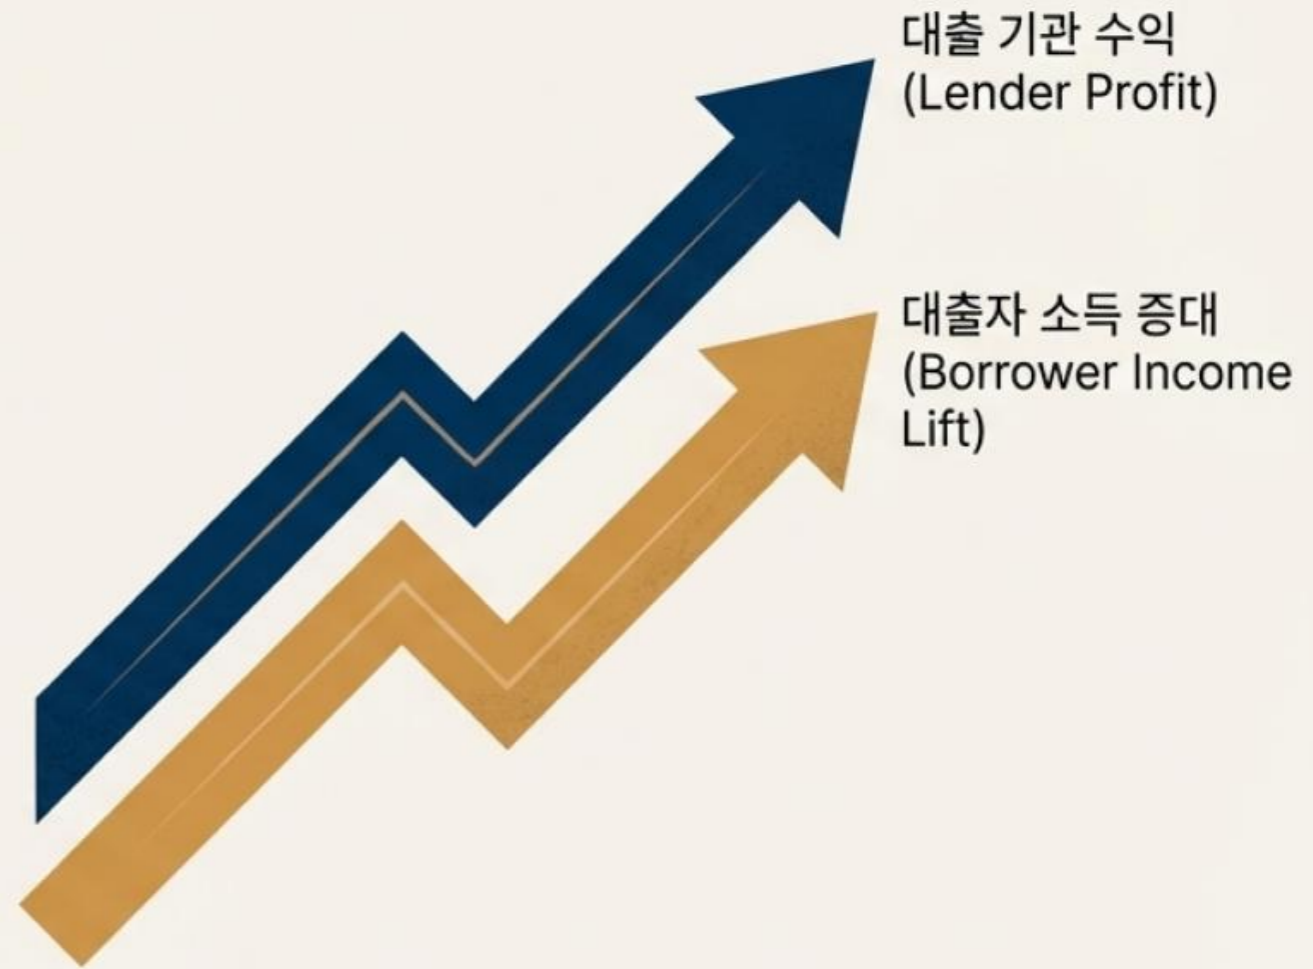 대출 기관 수익
(Lender Profit)
대출자 소득 증대
(Borrower Income
Lift)